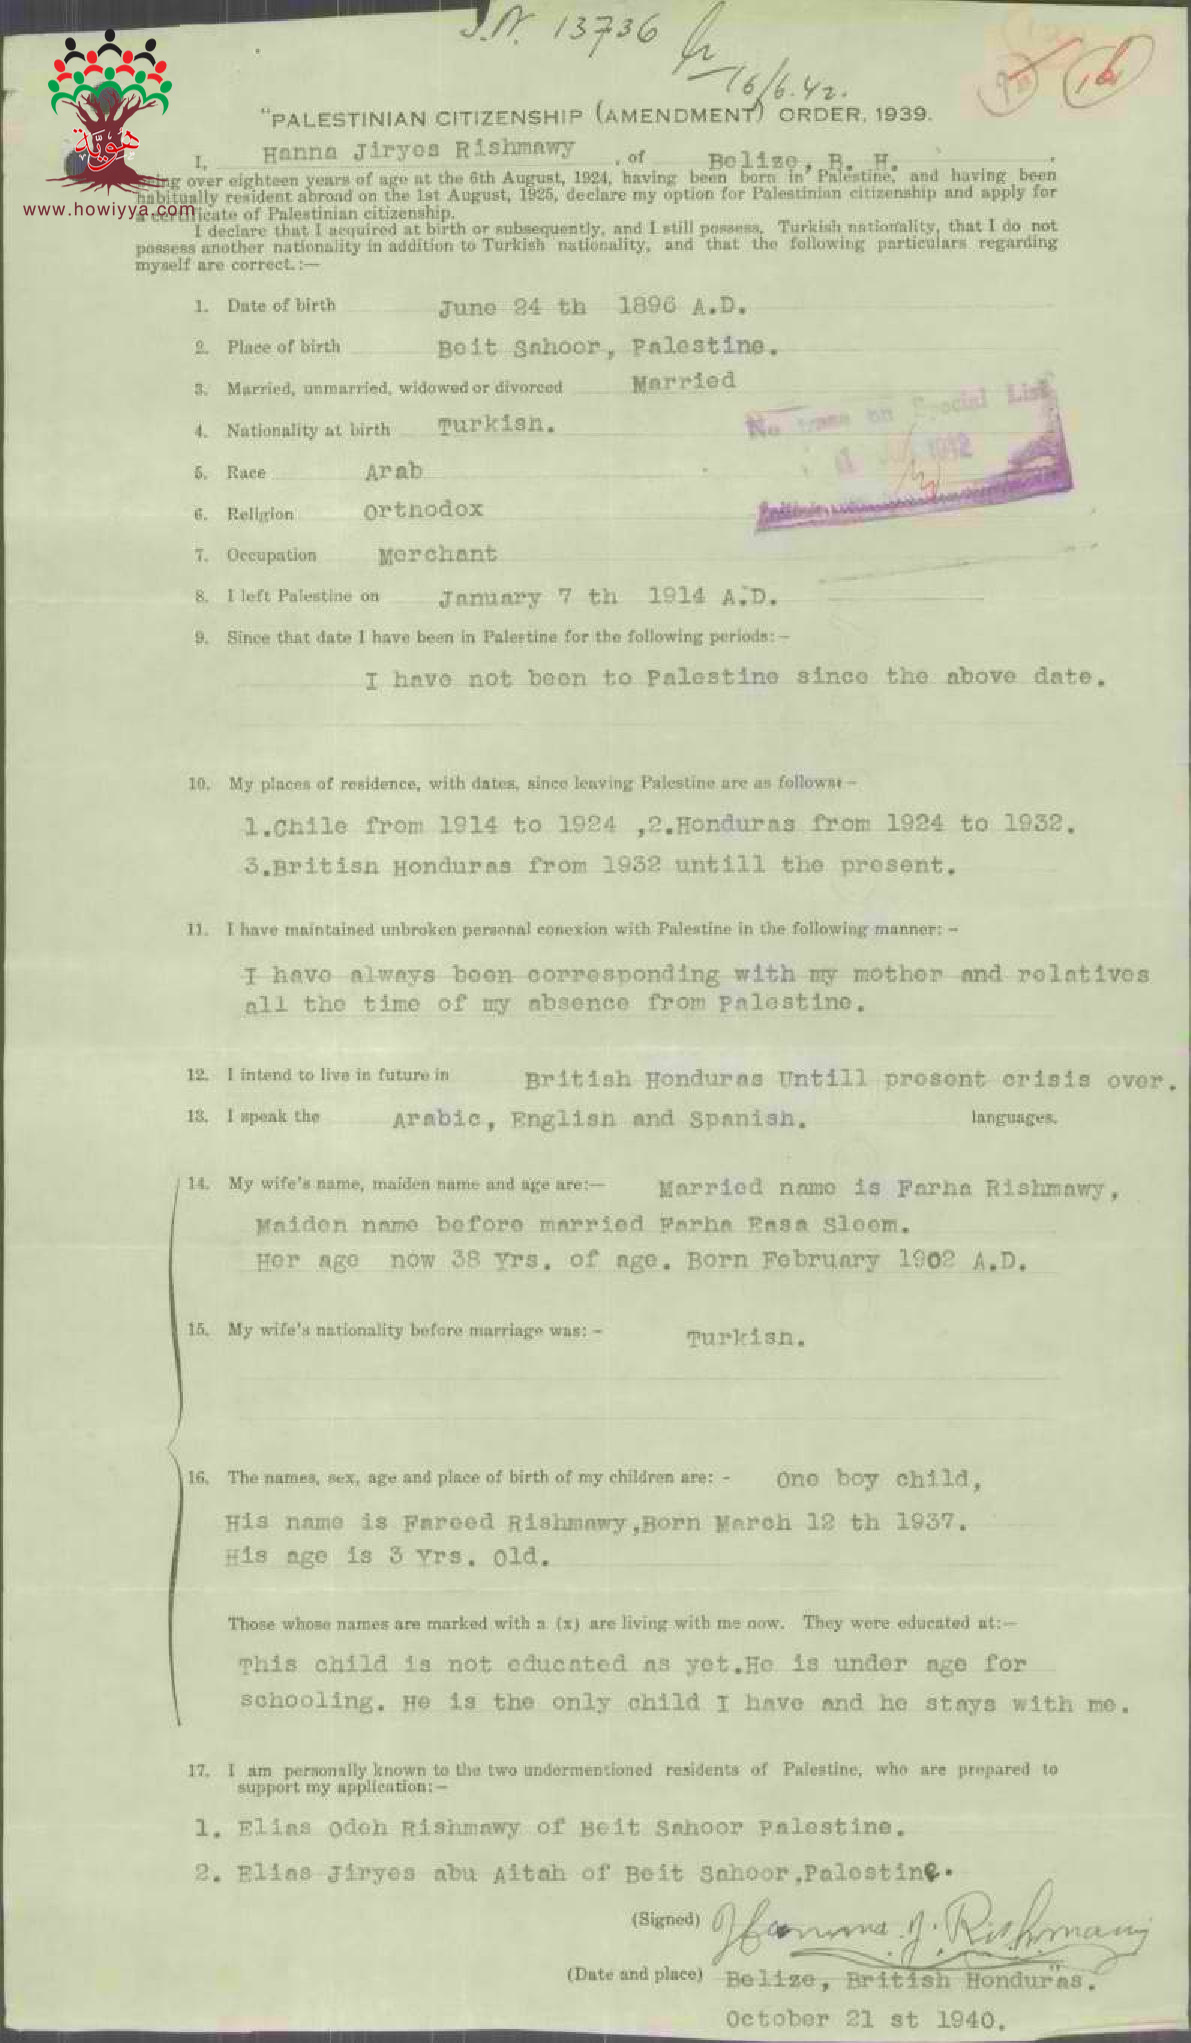 J.N. 13736
16/6.42.
هوية
www.howiyya.com
"PALESTINIAN CITIZENSHIP (AMENDMENT) ORDER, 1939.
I, Hanna Jiryes Rishmawy , of Belize, B. H. .
being over eighteen years of age at the 6th August, 1924, having been born in Palestine, and having been
habitually resident abroad on the 1st August, 1925, declare my option for Palestinian citizenship and apply for
a certificate of Palestinian citizenship.
I declare that I acquired at birth or subsequently, and I still possess, Turkish nationality, that I do not
possess another nationality in addition to Turkish nationality, and that the following particulars regarding
myself are correct.:—
1. Date of birth June 24 th 1896 A.D.
2. Place of birth Beit Sahoor, Palestine.
3. Married, unmarried, widowed or divorced Married
4. Nationality at birth Turkish.
No trace on Special List
1942
5. Race Arab
6. Religion Orthodox
7. Occupation Merchant
8. I left Palestine on January 7 th 1914 A.D.
9. Since that date I have been in Palestine for the following periods:—
I have not been to Palestine since the above date.
10. My places of residence, with dates, since leaving Palestine are as follows:—
1.Chile from 1914 to 1924 ,2.Honduras from 1924 to 1932.
3.British Honduras from 1932 untill the present.
11. I have maintained unbroken personal conexion with Palestine in the following manner: —
I have always been corresponding with my mother and relatives
all the time of my absence from Palestine.
12. I intend to live in future in British Honduras Untill present crisis over.
13. I speak the Arabic, English and Spanish. languages.
14. My wife's name, maiden name and age are:— Married name is Farha Rishmawy,
Maiden name before married Farha Easa Sleem.
Her age now 38 Yrs. of age. Born February 1902 A.D.
15. My wife's nationality before marriage was: — Turkish.
16. The names, sex, age and place of birth of my children are: - One boy child,
His name is Fareed Rishmawy,Born March 12 th 1937.
His age is 3 Yrs. Old.
Those whose names are marked with a (x) are living with me now. They were educated at:—
This child is not educated as yet.He is under age for
schooling. He is the only child I have and he stays with me.
17. I am personally known to the two undermentioned residents of Palestine, who are prepared to
support my application:—
1. Elias Odeh Rishmawy of Beit Sahoor Palestine.
2. Elias Jiryes abu Aitah of Beit Sahoor,Palestine.
(Signed) Hanna J. Rishmawy
(Date and place) Belize, British Honduras.
October 21 st 1940.